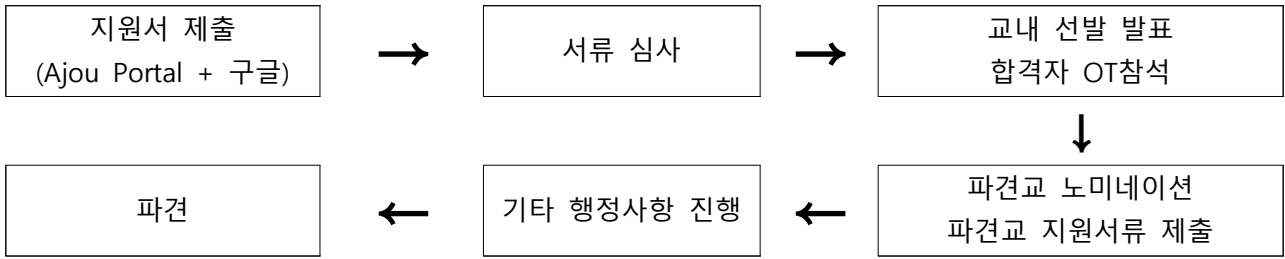 지원서 제출
(Ajou Portal + 구글)
서류 심사
교내 선발 발표
합격자 OT참석
파견교 노미네이션
파견교 지원서류 제출
기타 행정사항 진행
파견